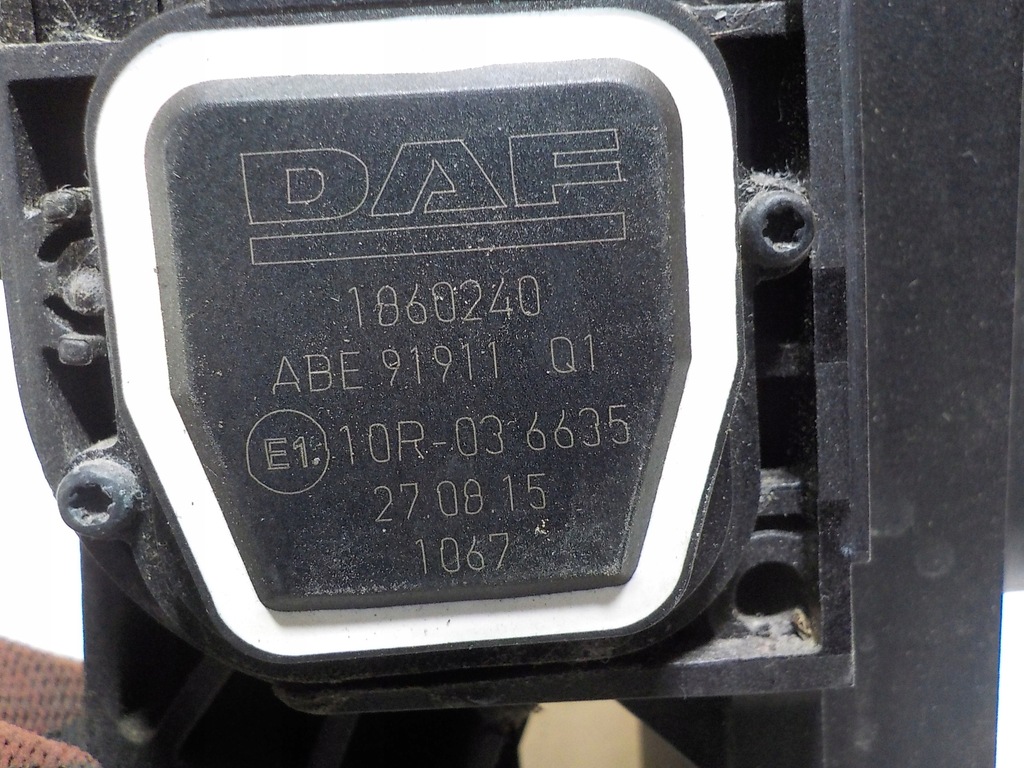 DAF
1860240
ABE 91911 Q1
E1 10R-03 6635
27.08.15
1067